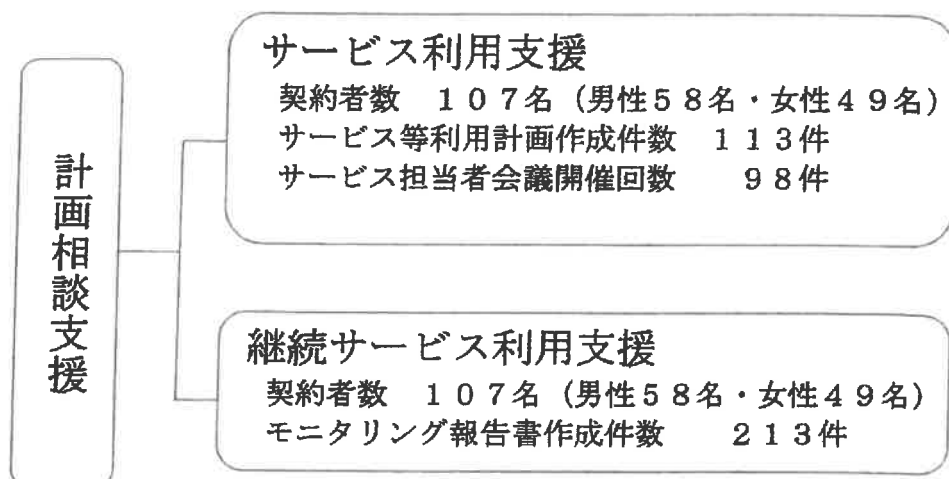 計画相談支援
サービス利用支援
契約者数　１０７名（男性５８名・女性４９名）
サービス等利用計画作成件数　１１３件
サービス担当者会議開催回数　　９８件
継続サービス利用支援
契約者数　１０７名（男性５８名・女性４９名）
モニタリング報告書作成件数　　２１３件